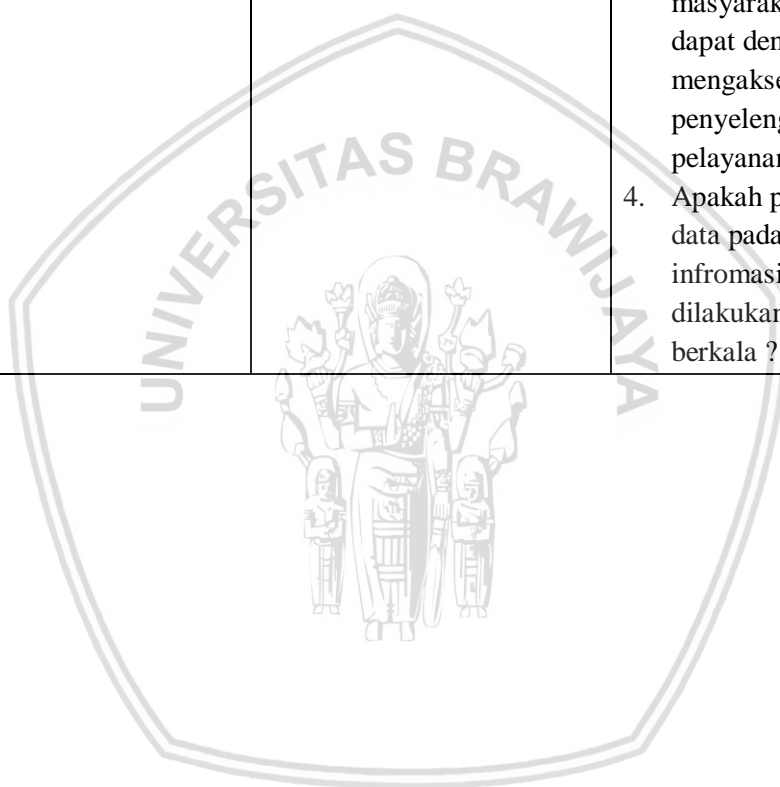 masyarak
dapat den
mengakse
penyeleng
pelayanan
4. Apakah p
data pada
infromasi
dilakukan
berkala ?
UNIVERSITAS BRAWIJAYA